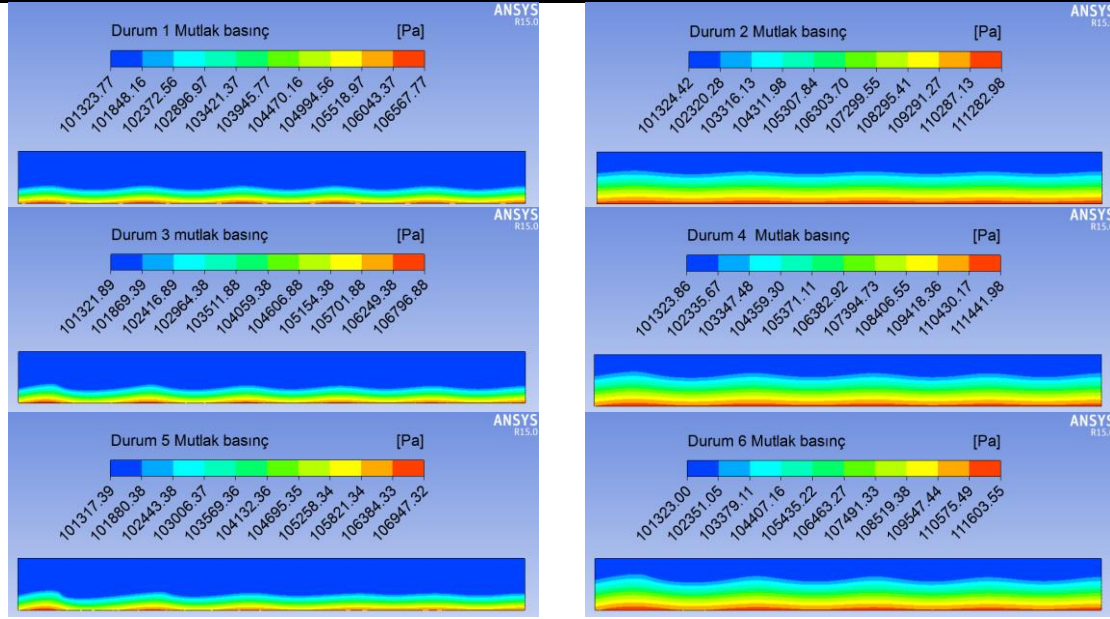 ANSYS
R15.0
Durum 1 Mutlak basınç [Pa]
101323.77 101848.16 102372.56 102896.97 103421.37 103945.77 104470.16 104994.56 105518.97 106043.37 106567.77
ANSYS
R15.0
Durum 2 Mutlak basınç [Pa]
101324.42 102320.28 103316.13 104311.98 105307.84 106303.70 107299.55 108295.41 109291.27 110287.13 111282.98
ANSYS
R15.0
Durum 3 mutlak basınç [Pa]
101321.89 101869.39 102416.89 102964.38 103511.88 104059.38 104606.88 105154.38 105701.88 106249.38 106796.88
ANSYS
R15.0
Durum 4 Mutlak basınç [Pa]
101323.86 102335.67 103347.48 104359.30 105371.11 106382.92 107394.73 108406.55 109418.36 110430.17 111441.98
ANSYS
R15.0
Durum 5 Mutlak basınç [Pa]
101317.39 101880.38 102443.38 103006.37 103569.36 104132.36 104695.35 105258.34 105821.34 106384.33 106947.32
ANSYS
R15.0
Durum 6 Mutlak basınç [Pa]
101323.00 102351.05 103379.11 104407.16 105435.22 106463.27 107491.33 108519.38 109547.44 110575.49 111603.55